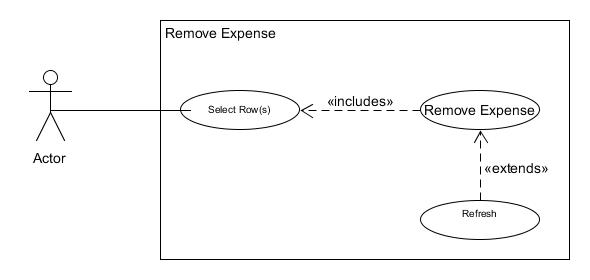 Remove Expense
Select Row(s)
«includes»
Remove Expense
Actor
«extends»
Refresh